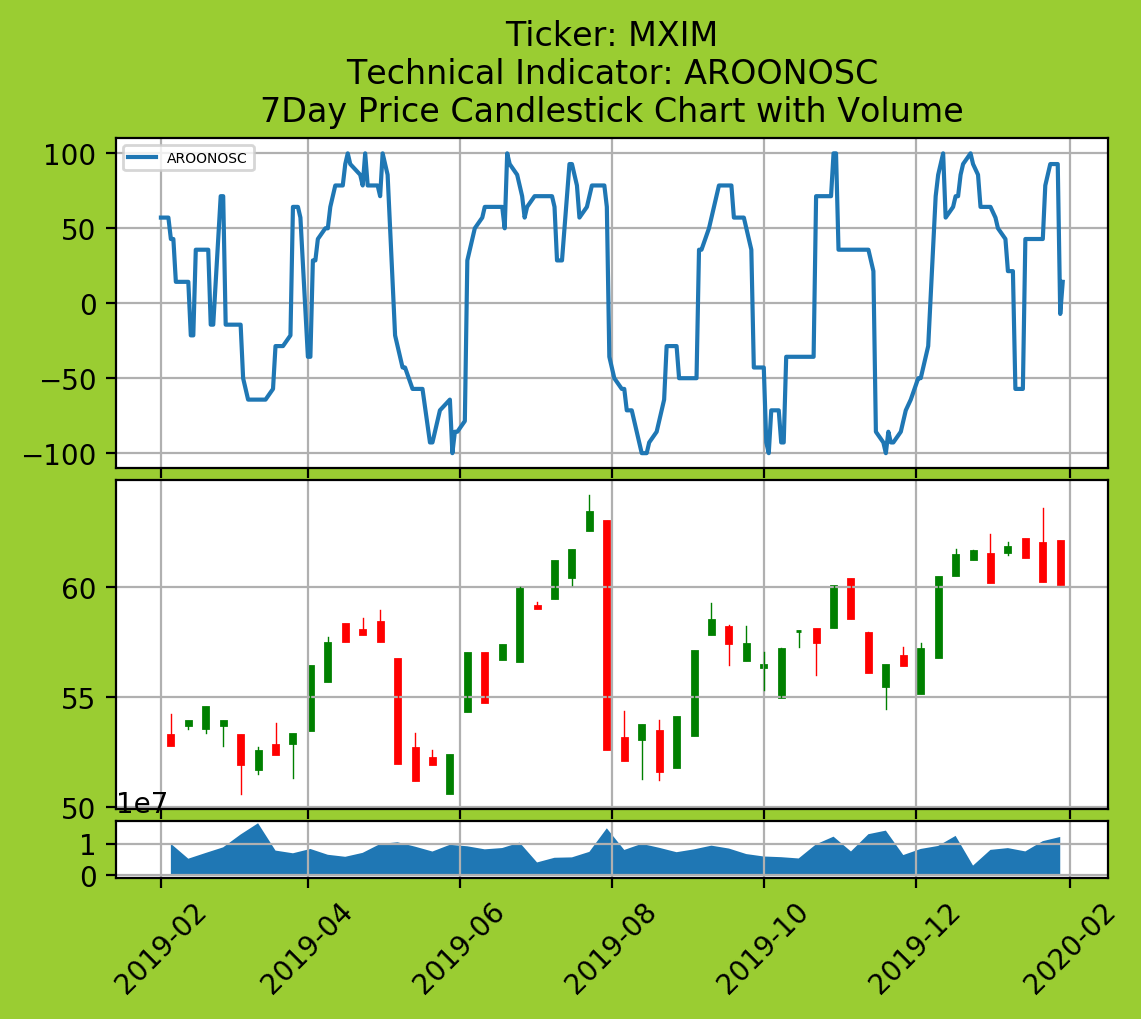 Ticker: MXIM
Technical Indicator: AROONOSC
7Day Price Candlestick Chart with Volume
AROONOSC
100
50
0
−50
−100
60
55
50
1e7
1
0
2019-02 2019-04 2019-06 2019-08 2019-10 2019-12 2020-02